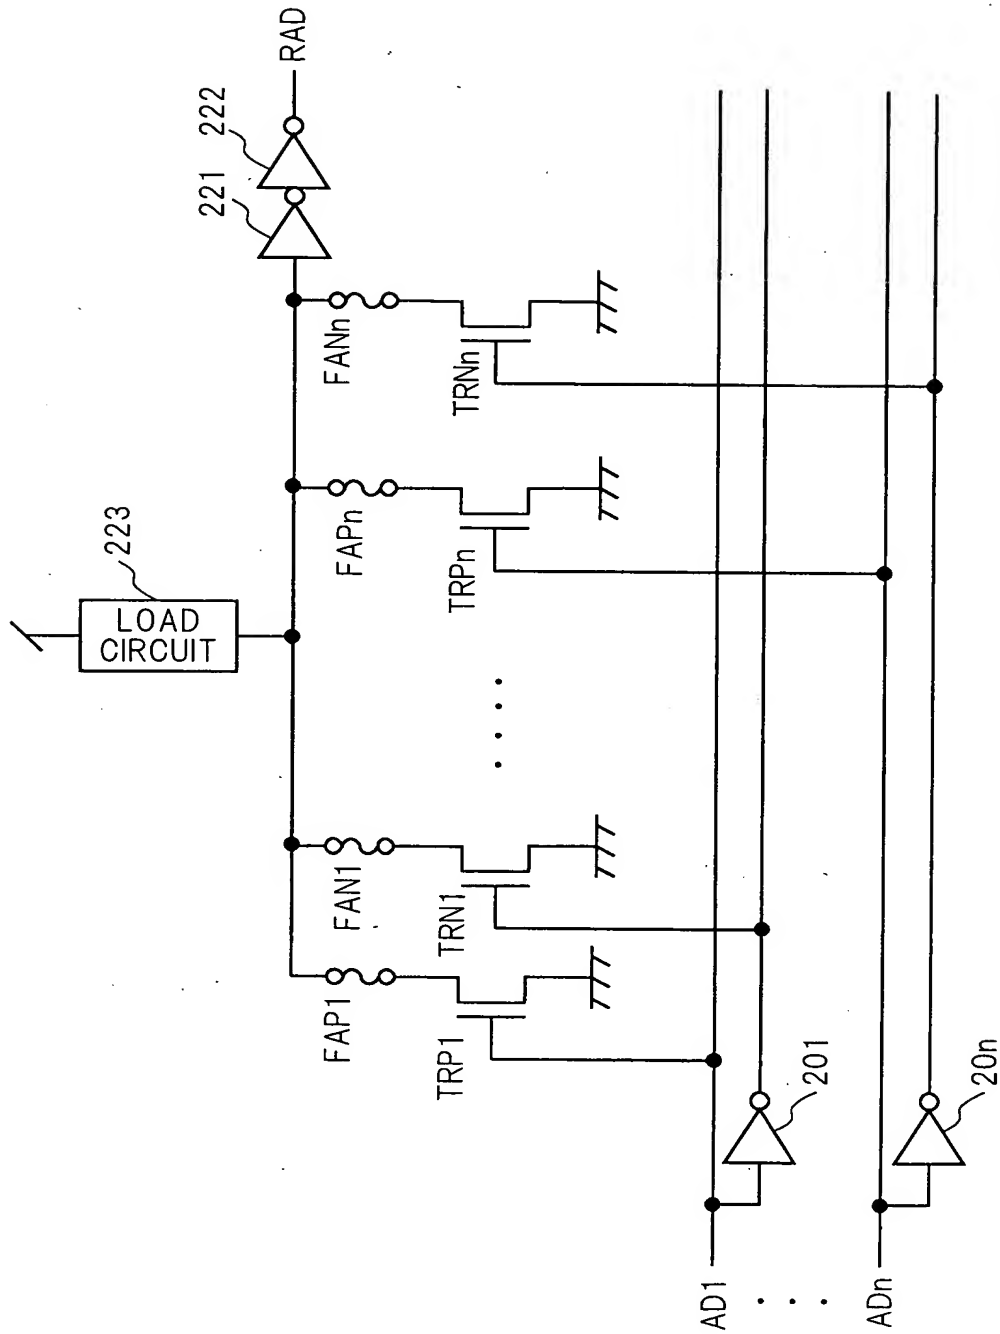 LOAD
CIRCUIT
223
221
222
RAD
FAP1
FAN1
FAPn
FANn
TRP1
TRN1
TRPn
TRNn
AD1
201
ADn
20n